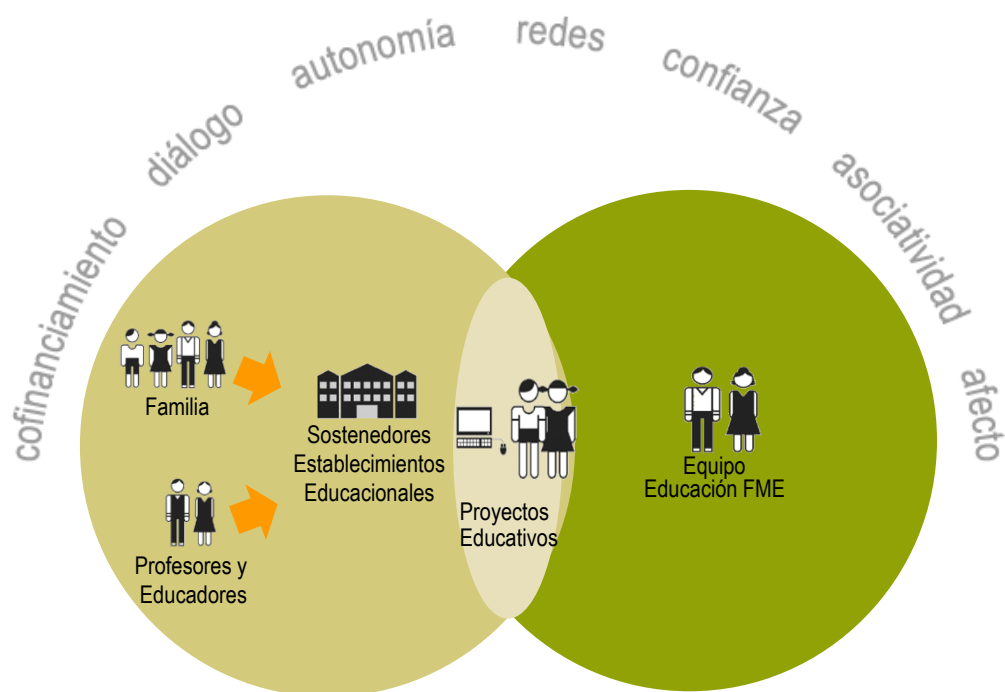 cofinanciamiento
diálogo
autonomía
redes
confianza
asociatividad
afecto
Familia
Profesores y
Educadores
Sostenedores
Establecimientos
Educacionales
Proyectos
Educativos
Equipo
Educación FME